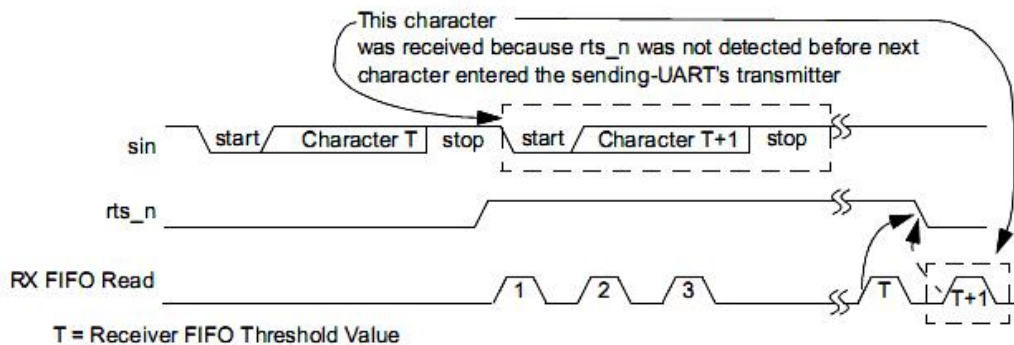 This character
was received because rts_n was not detected before next
character entered the sending-UART's transmitter
sin
start
Character T
stop
start
Character T+1
stop
rts_n
RX FIFO Read
1
2
3
T
T+1
T = Receiver FIFO Threshold Value